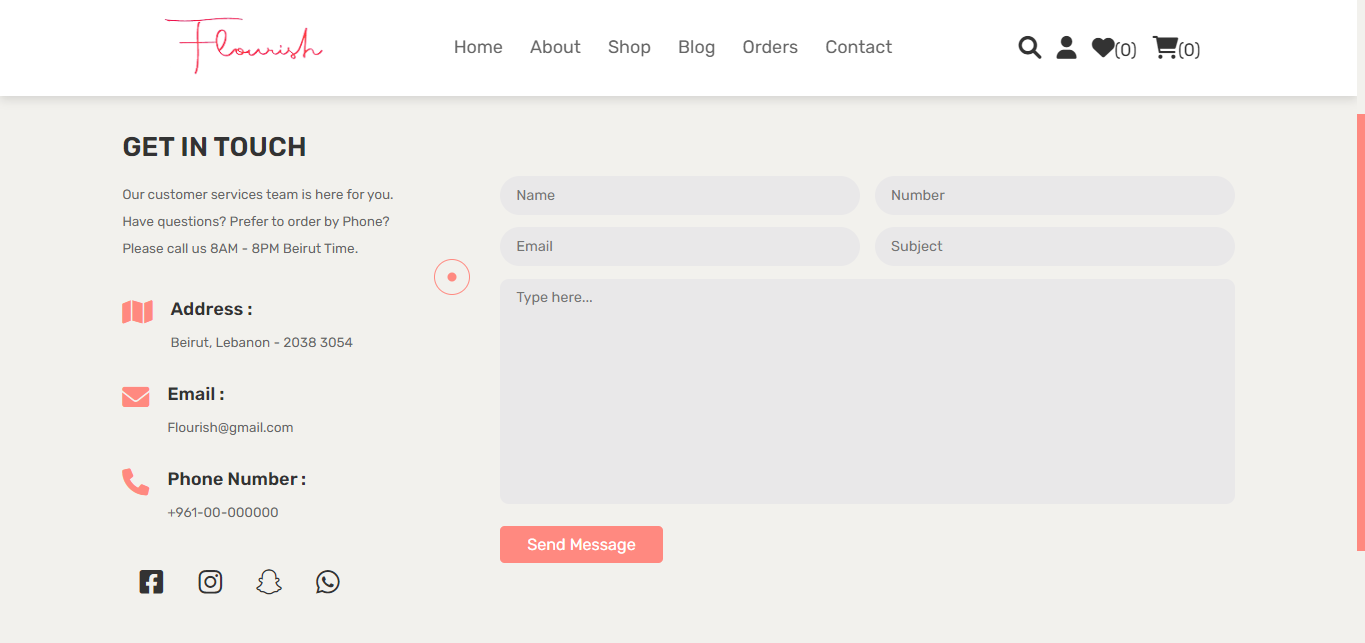 Flourish
Home About Shop Blog Orders Contact
(0) (0)
GET IN TOUCH
Our customer services team is here for you.
Have questions? Prefer to order by Phone?
Please call us 8AM - 8PM Beirut Time.
Address :
Beirut, Lebanon - 2038 3054
Email :
Flourish@gmail.com
Phone Number :
+961-00-000000
Name
Number
Email
Subject
Type here...
Send Message